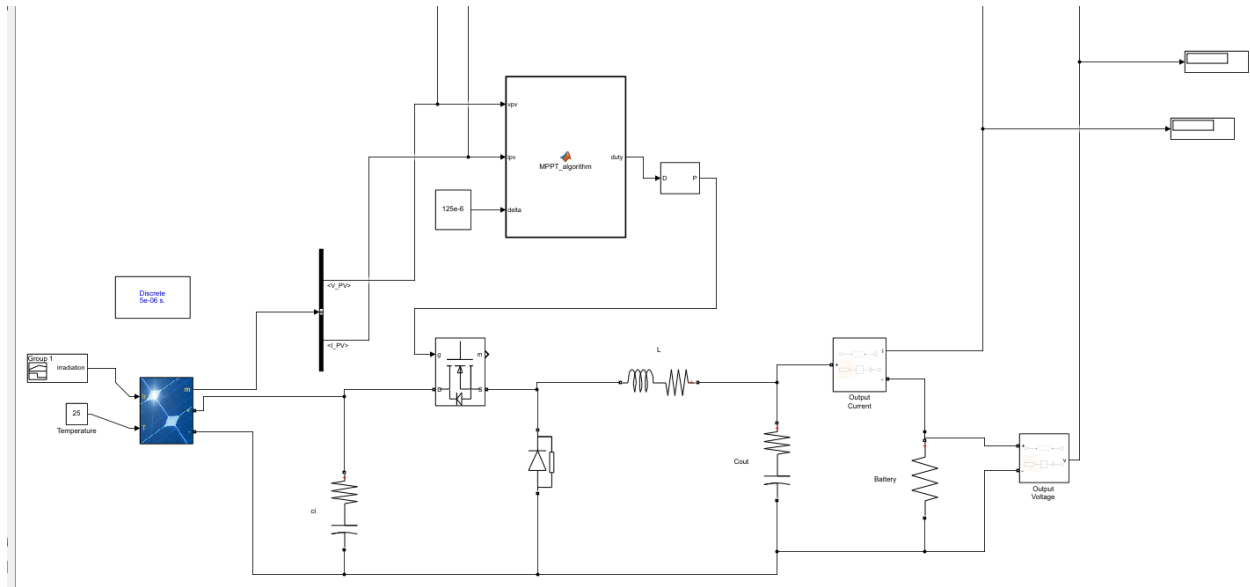 vpv
ipv
delta
MPPT_algorithm
duty
D
P
125e-6
<V_PV>
<I_PV>
Discrete
5e-06 s.
Group 1
irradiation
25
Temperature
Ir
T
m
+
-
g
m
D
S
L
ci
Cout
+
i
-
Output
Current
Battery
+
-
v
Output
Voltage